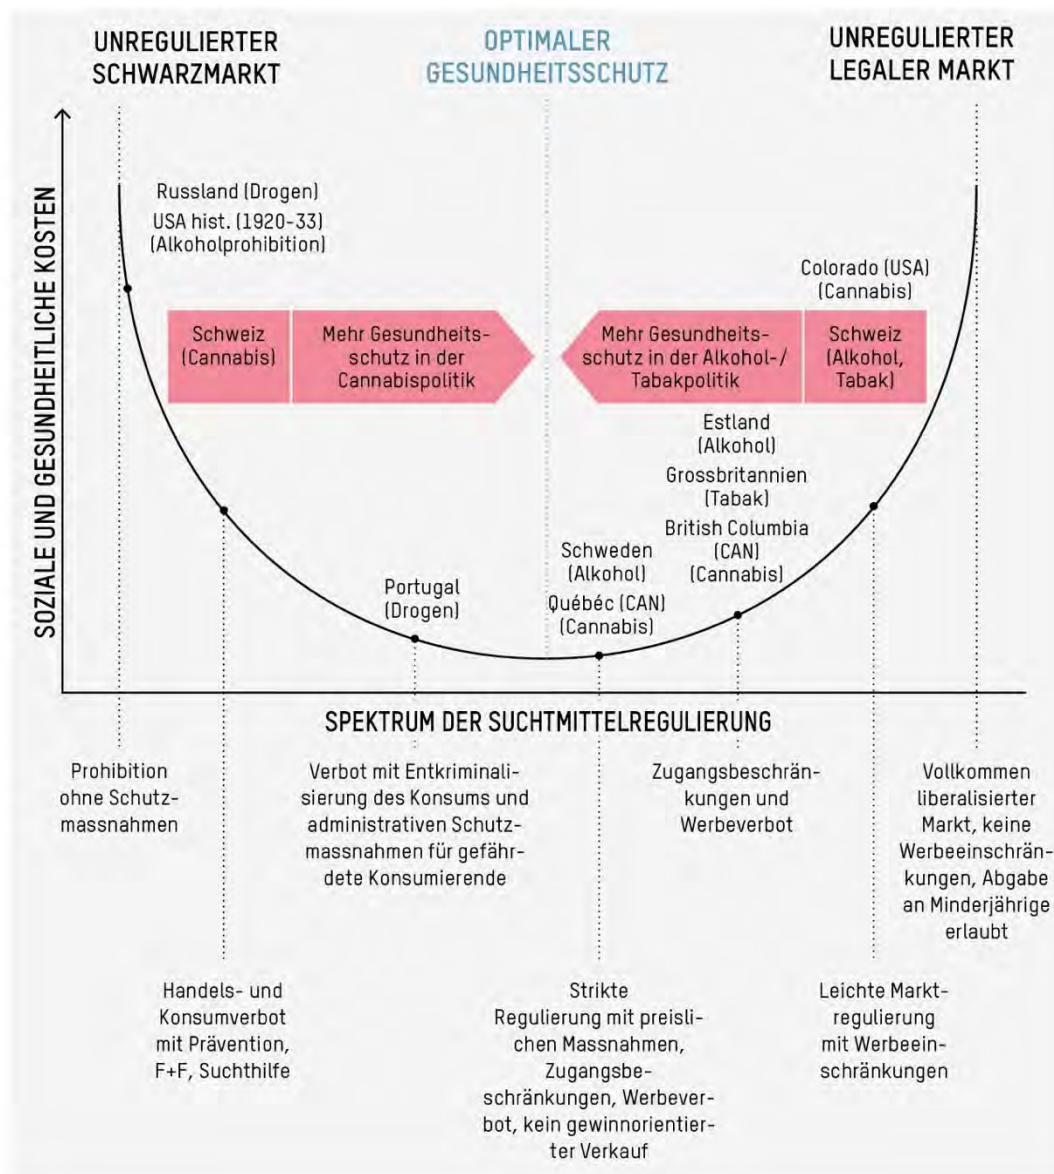 UNREGULIERTER
SCHWARZMARKT
OPTIMALER
GESUNDHEITSSCHUTZ
UNREGULIERTER
LEGALER MARKT
SOZIALE UND GESUNDHEITLICHE KOSTEN
Russland (Drogen)
USA hist. (1920-33)
(Alkoholprohibition)
Colorado (USA)
(Cannabis)
Schweiz
(Cannabis)
Mehr Gesundheits-
schutz in der
Cannabispolitik
Mehr Gesundheits-
schutz in der Alkohol-/
Tabakpolitik
Schweiz
(Alkohol,
Tabak)
Estland
(Alkohol)
Grossbritannien
(Tabak)
British Columbia
(CAN)
(Cannabis)
Schweden
(Alkohol)
Québéc (CAN)
(Cannabis)
Portugal
(Drogen)
SPEKTRUM DER SUCHTMITTELREGULIERUNG
Prohibition
ohne Schutz-
massnahmen
Verbot mit Entkriminali-
sierung des Konsums und
administrativen Schutz-
massnahmen für gefähr-
dete Konsumierende
Zugangsbeschrän-
kungen und
Werbeverbot
Vollkommen
liberalisierter
Markt, keine
Werbeeinschrän-
kungen, Abgabe
an Minderjährige
erlaubt
Handels- und
Konsumverbot
mit Prävention,
F+F, Suchthilfe
Strikte
Regulierung mit preisli-
chen Massnahmen,
Zugangsbe-
schränkungen, Werbever-
bot, kein gewinnorientier-
ter Verkauf
Leichte Markt-
regulierung
mit Werbeein-
schränkungen